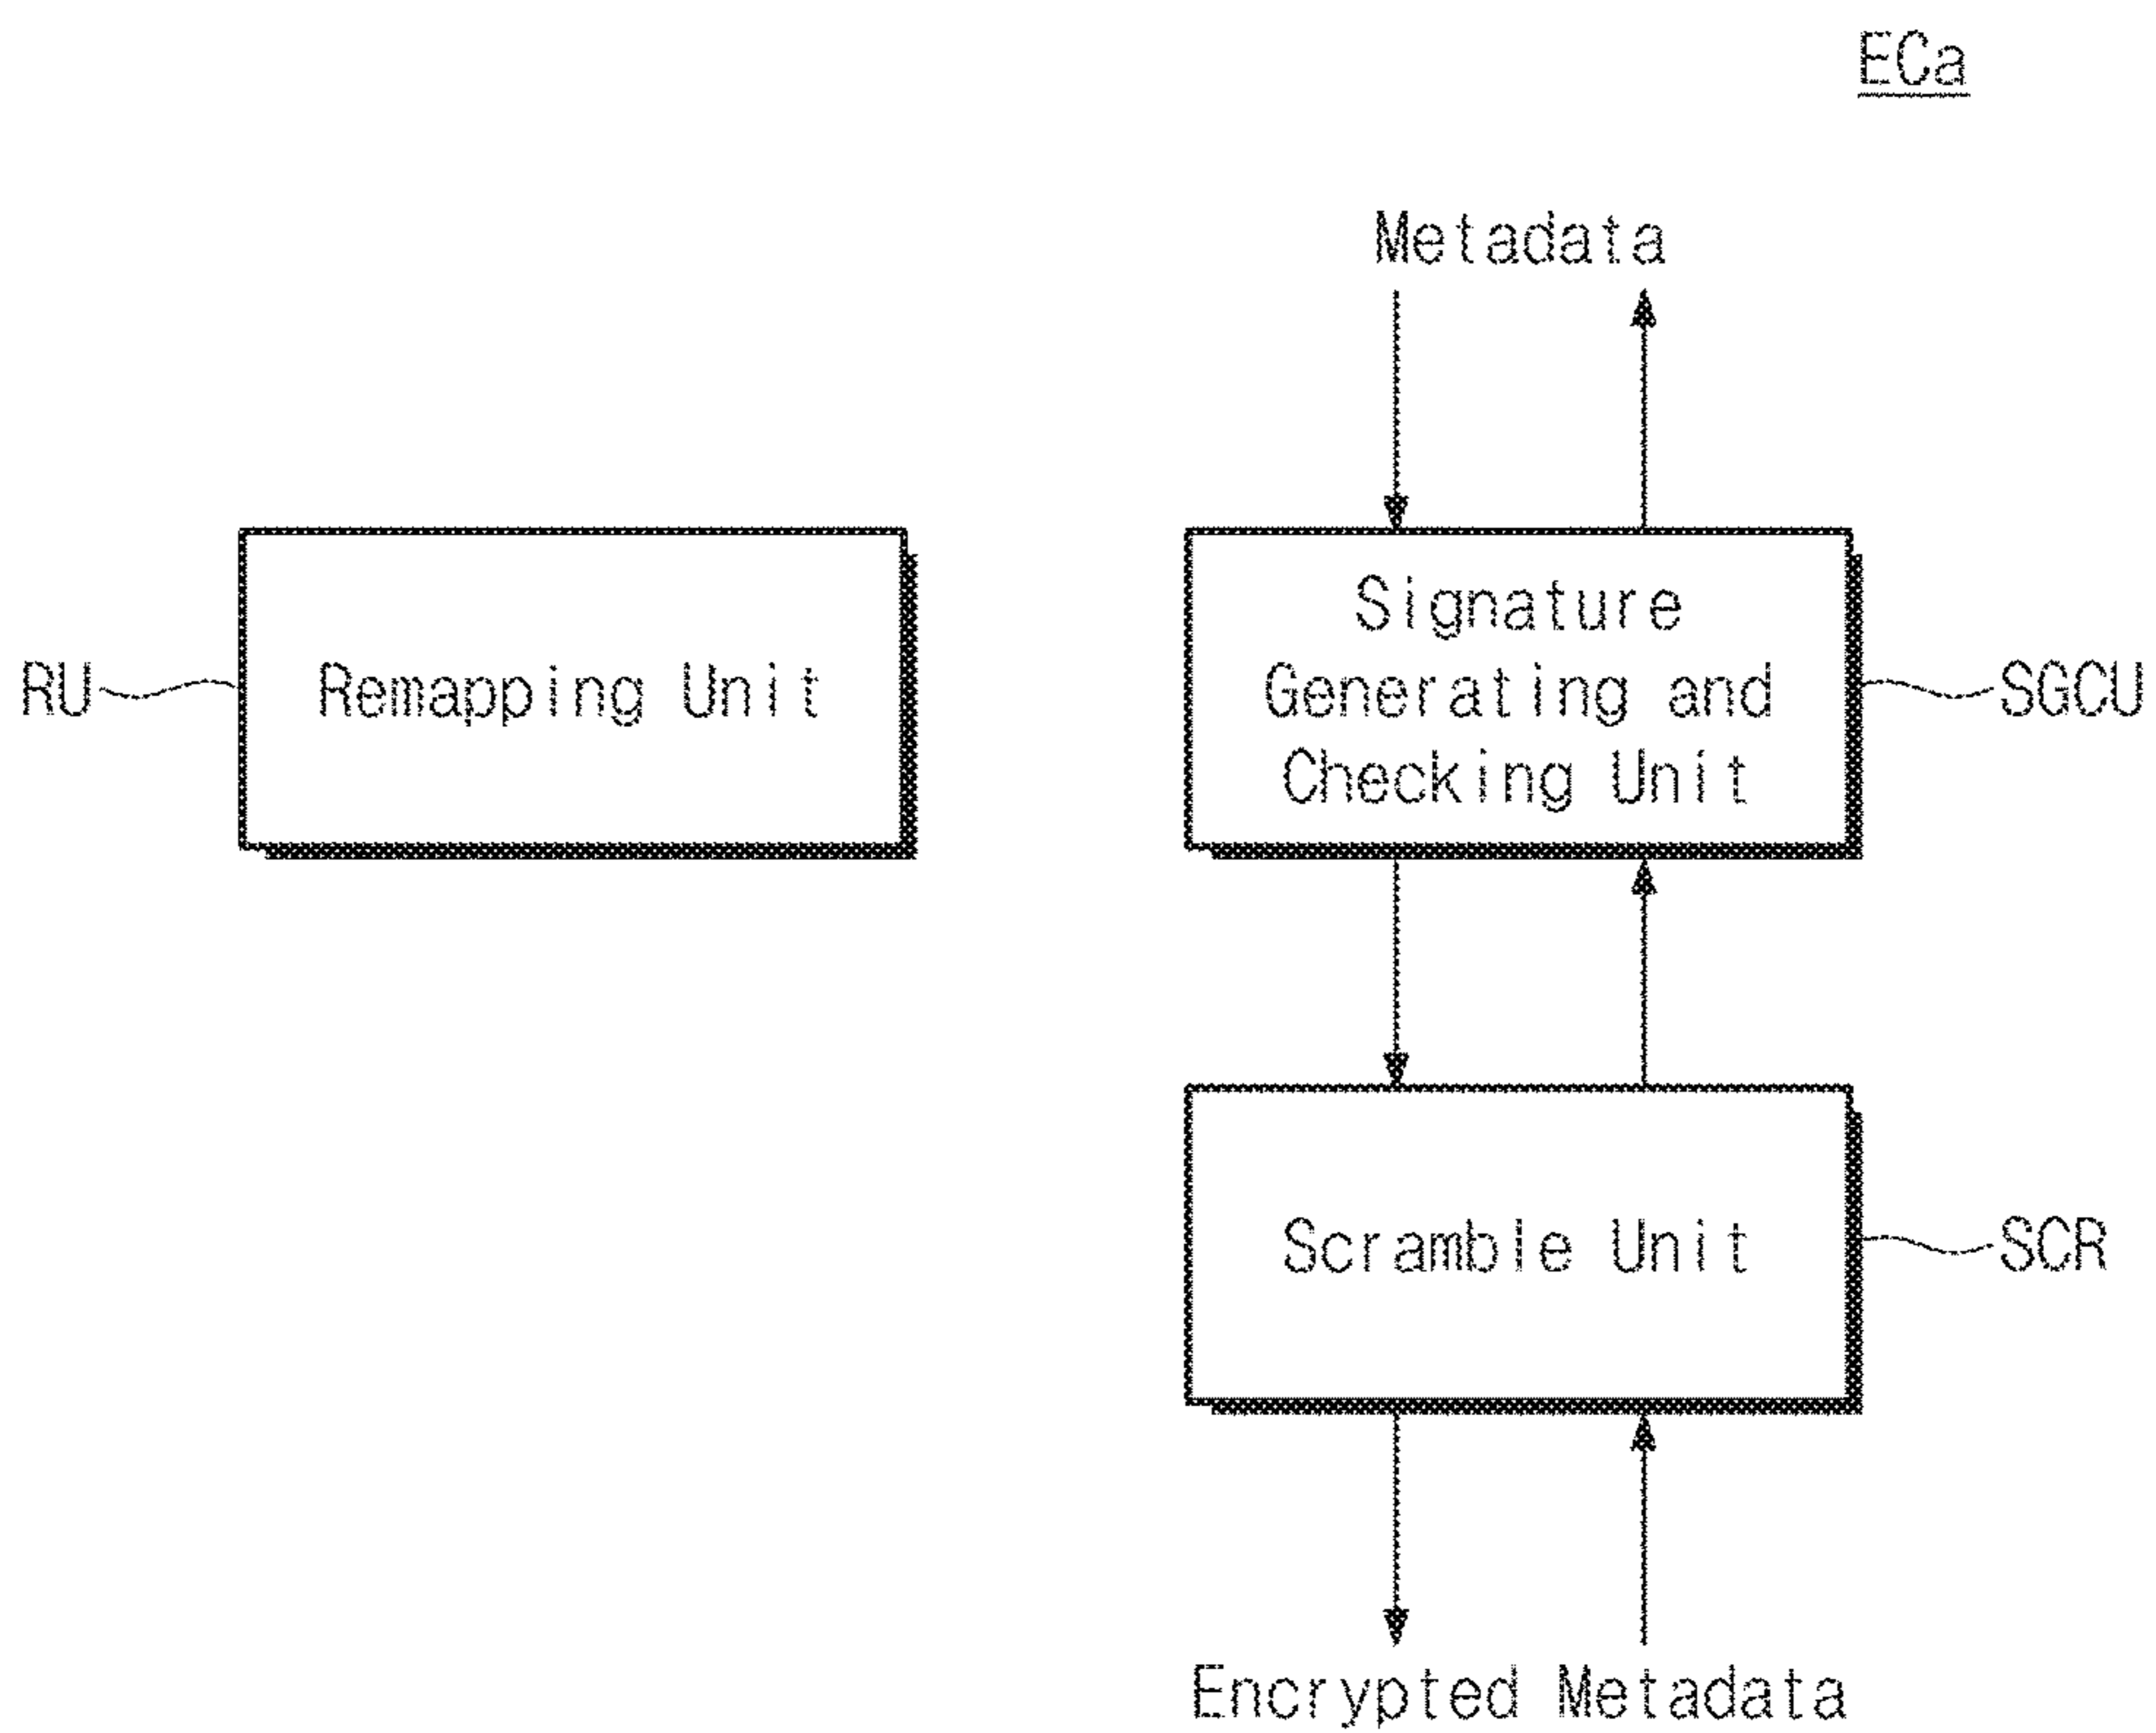 ECa
Metadata
RU
Remapping Unit
Signature
Generating and
Checking Unit
SGCU
Scramble Unit
SCR
Encrypted Metadata